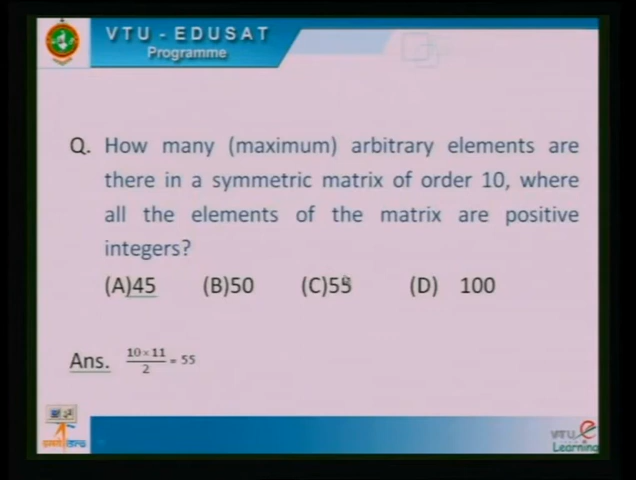 VTU - EDUSAT
Programme
Q. How many (maximum) arbitrary elements are
there in a symmetric matrix of order 10, where
all the elements of the matrix are positive
integers?
(A)45 (B)50 (C)55 (D) 100
Ans. 10×11/2 = 55
VTU e
Learning